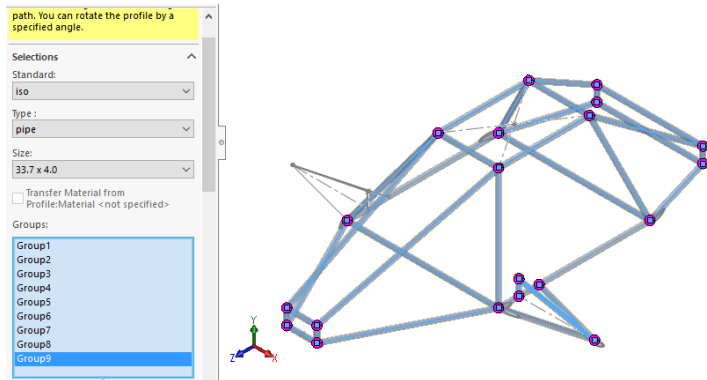 path. You can rotate the profile by a
specified angle.
Selections
Standard:
iso
Type :
pipe
Size:
33.7 x 4.0
Transfer Material from
Profile:Material <not specified>
Groups:
Group1
Group2
Group3
Group4
Group5
Group6
Group7
Group8
Group9
Y
Z
X